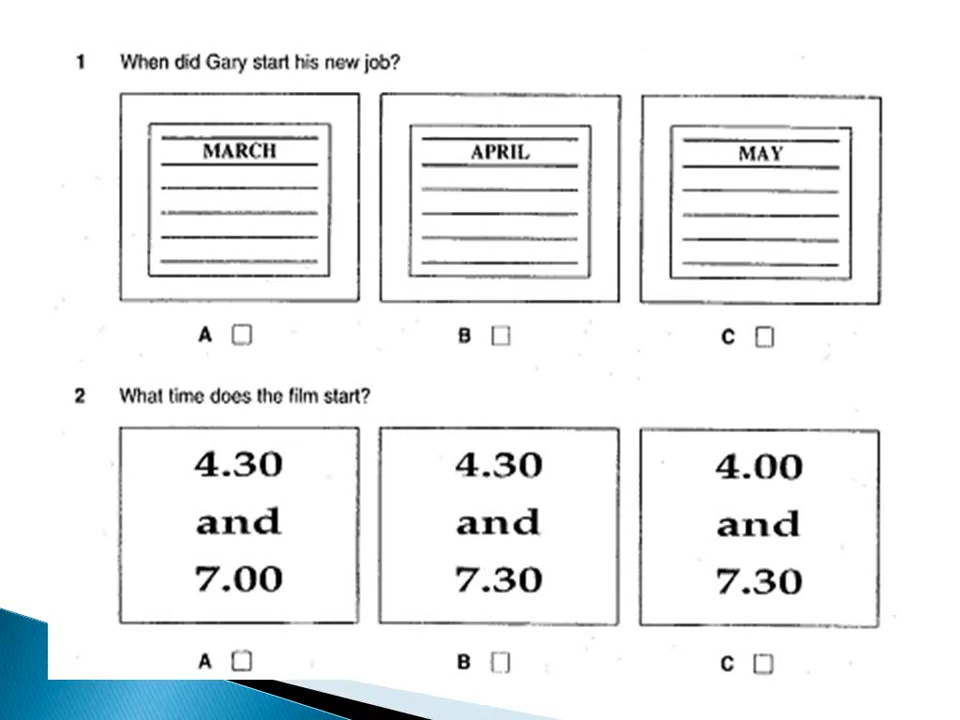 1 When did Gary start his new job?
MARCH APRIL MAY
A B C
2 What time does the film start?
4.30 4.30 4.00
and and and
7.00 7.30 7.30
A B C